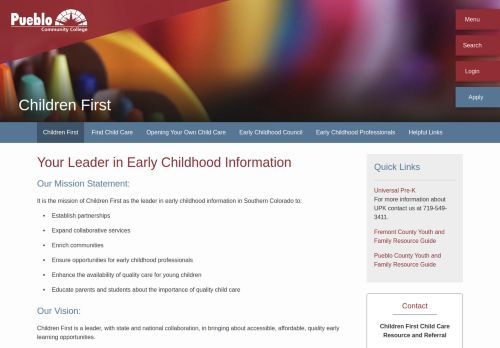 Pueblo
Community College
Menu
Search
Login
Apply
Children First
Children First
Find Child Care
Opening Your Own Child Care
Early Childhood Council
Early Childhood Professionals
Helpful Links
Your Leader in Early Childhood Information
Our Mission Statement:
It is the mission of Children First as the leader in early childhood information in Southern Colorado to:
Establish partnerships
Expand collaborative services
Enrich communities
Ensure opportunities for early childhood professionals
Enhance the availability of quality care for young children
Educate parents and students about the importance of quality child care
Our Vision:
Children First is a leader, with state and national collaboration, in bringing about accessible, affordable, quality early
learning opportunities.
Quick Links
Universal Pre-K
For more information about
UPK contact us at 719-549-
3411.
Fremont County Youth and
Family Resource Guide
Pueblo County Youth and
Family Resource Guide
Contact
Children First Child Care
Resource and Referral